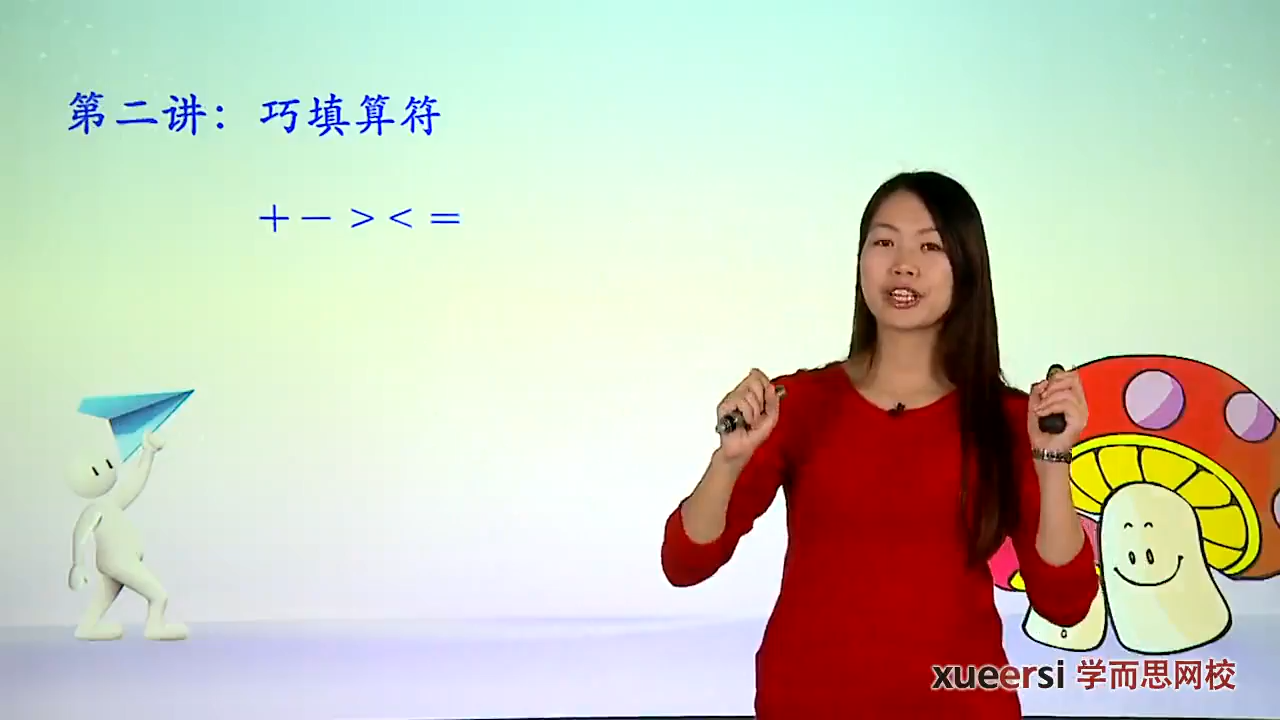 第二讲：巧填算符
+ - > < =
xueersi 学而思网校